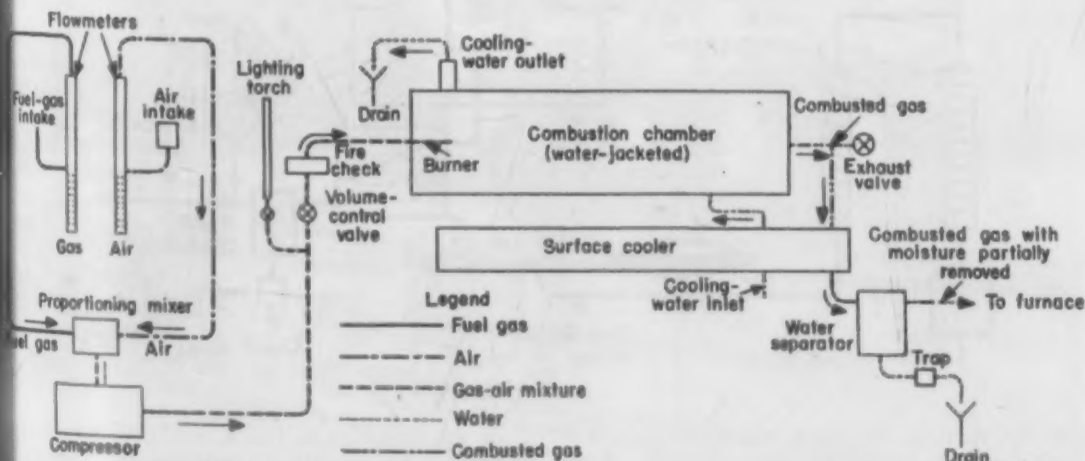 Flowmeters
Fuel-gas
intake
Air
intake
Gas
Air
Proportioning mixer
Air
Compressor
Lighting
torch
Fire
check
Volume-
control
valve
Cooling-
water outlet
Drain
Burner
Combustion chamber
(water-jacketed)
Combusted gas
Exhaust
valve
Surface cooler
Cooling-
water inlet
Combusted gas with
moisture partially
removed
To furnace
Water
separator
Trap
Drain
Legend
Fuel gas
Air
Gas-air mixture
Water
Combusted gas